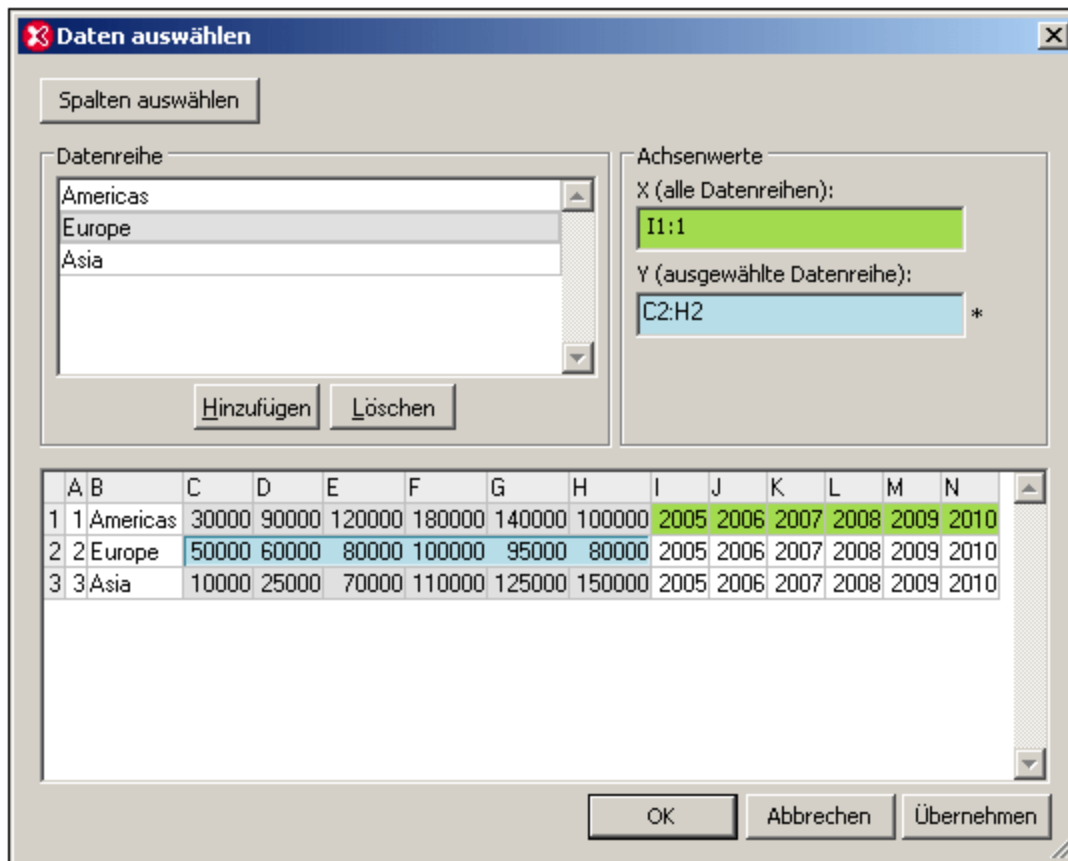 Daten auswählen
Spalten auswählen
Datenreihe
Americas
Europe
Asia
Hinzufügen Löschen
Achsenwerte
X (alle Datenreihen):
I1:1
Y (ausgewählte Datenreihe):
C2:H2 *
A B C D E F G H I J K L M N
1 1 Americas 30000 90000 120000 180000 140000 100000 2005 2006 2007 2008 2009 2010
2 2 Europe 50000 60000 80000 100000 95000 80000 2005 2006 2007 2008 2009 2010
3 3 Asia 10000 25000 70000 110000 125000 150000 2005 2006 2007 2008 2009 2010
OK Abbrechen Übernehmen